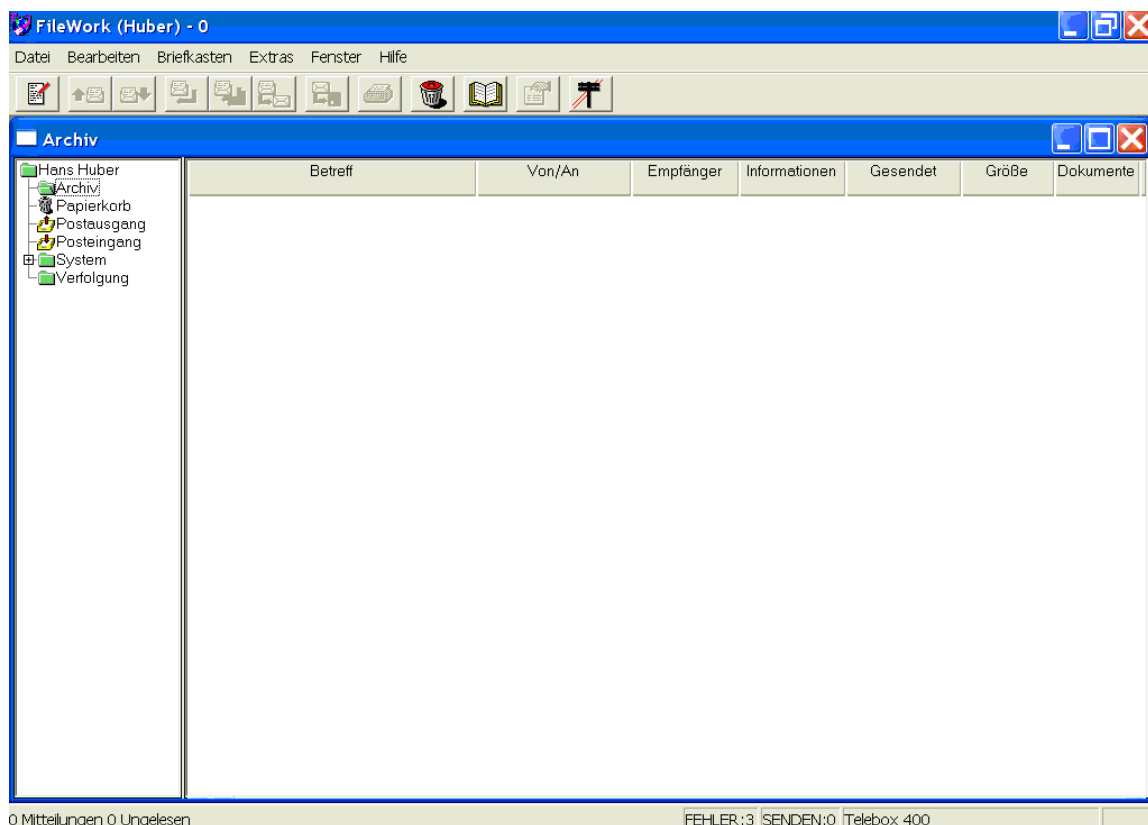 FileWork (Huber) - 0
Datei Bearbeiten Briefkasten Extras Fenster Hilfe
Archiv
Hans Huber
Archiv
Papierkorb
Postausgang
Posteingang
System
Verfolgung
Betreff Von/An Empfänger Informationen Gesendet Größe Dokumente
0 Mitteilungen 0 Ungelesen FEHLER:3 SENDEN:0 Telebox 400